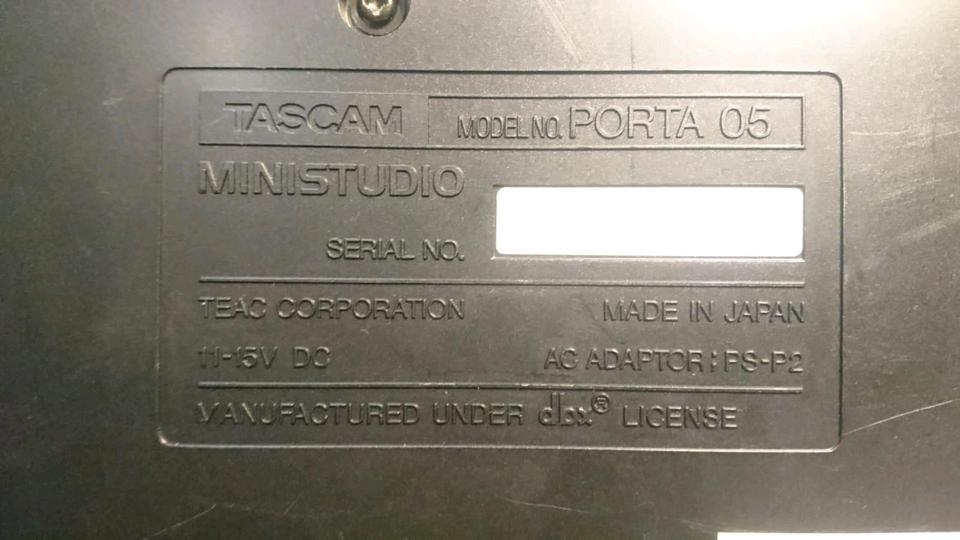 TASCAM MODEL NO. PORTA 05
MINISTUDIO
SERIAL NO.
TEAC CORPORATION MADE IN JAPAN
11-15V DC AC ADAPTOR : PS-P2
MANUFACTURED UNDER dbx® LICENSE